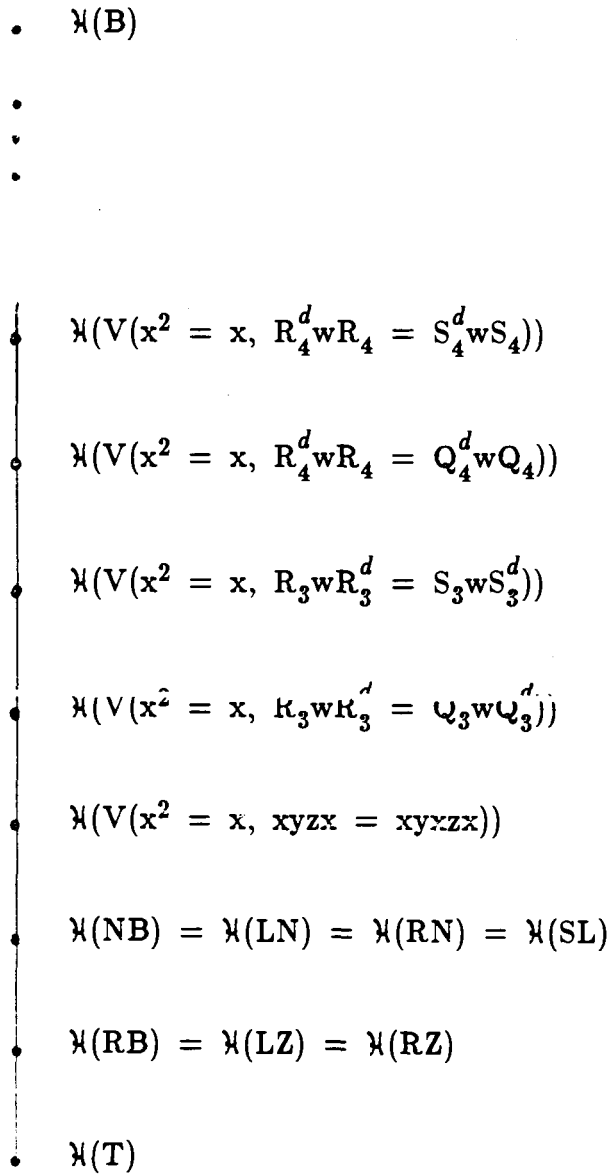 ℋ(B)
ℋ(V(x² = x, R₄ᵈwR₄ = S₄ᵈwS₄))
ℋ(V(x² = x, R₄ᵈwR₄ = Q₄ᵈwQ₄))
ℋ(V(x² = x, R₃wR₃ᵈ = S₃wS₃ᵈ))
ℋ(V(x² = x, R₃wR₃ᵈ = Q₃wQ₃ᵈ))
ℋ(V(x² = x, xyzx = xyxzx))
ℋ(NB) = ℋ(LN) = ℋ(RN) = ℋ(SL)
ℋ(RB) = ℋ(LZ) = ℋ(RZ)
ℋ(T)